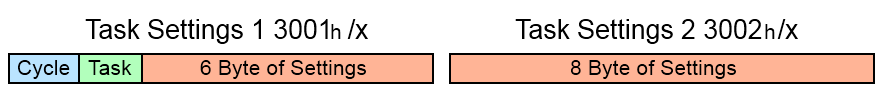 Task Settings 1 3001h /x
Task Settings 2 3002h/x
Cycle Task 6 Byte of Settings
8 Byte of Settings